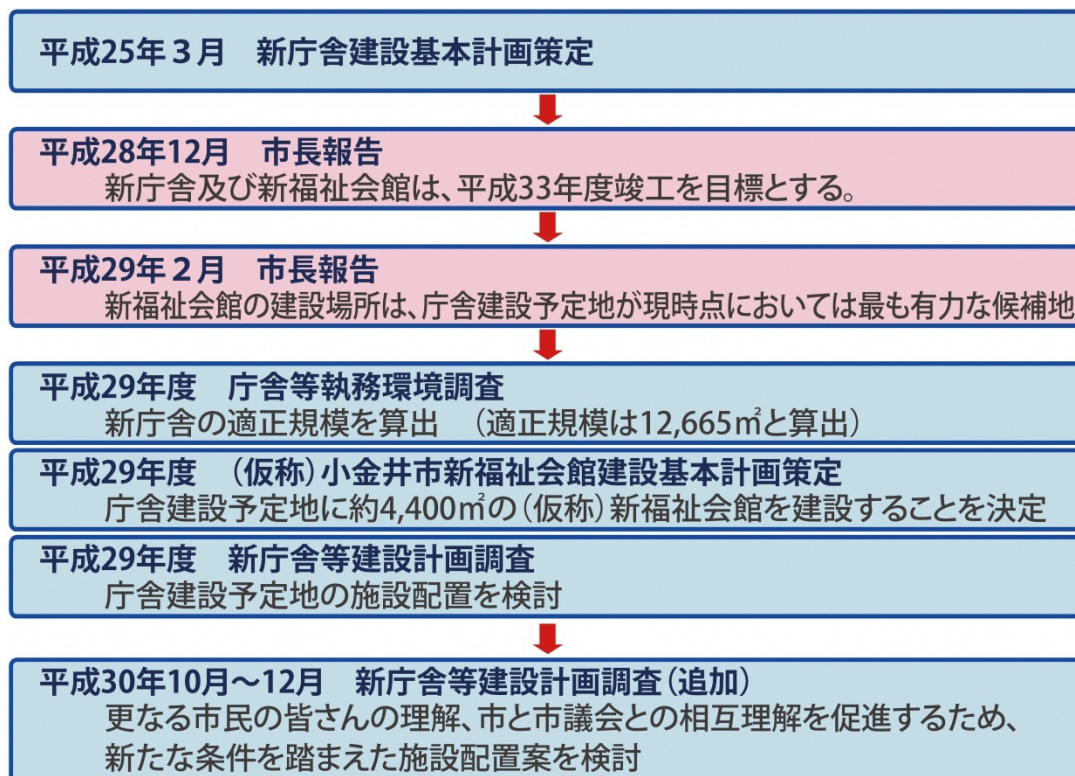 平成25年３月　新庁舎建設基本計画策定
平成28年12月　市長報告
新庁舎及び新福祉会館は、平成33年度竣工を目標とする。
平成29年２月　市長報告
新福祉会館の建設場所は、庁舎建設予定地が現時点においては最も有力な候補地
平成29年度　庁舎等執務環境調査
新庁舎の適正規模を算出　（適正規模は12,665㎡と算出）
平成29年度　（仮称）小金井市新福祉会館建設基本計画策定
庁舎建設予定地に約4,400㎡の（仮称）新福祉会館を建設することを決定
平成29年度　新庁舎等建設計画調査
庁舎建設予定地の施設配置を検討
平成30年10月～12月　新庁舎等建設計画調査（追加）
更なる市民の皆さんの理解、市と市議会との相互理解を促進するため、
新たな条件を踏まえた施設配置案を検討